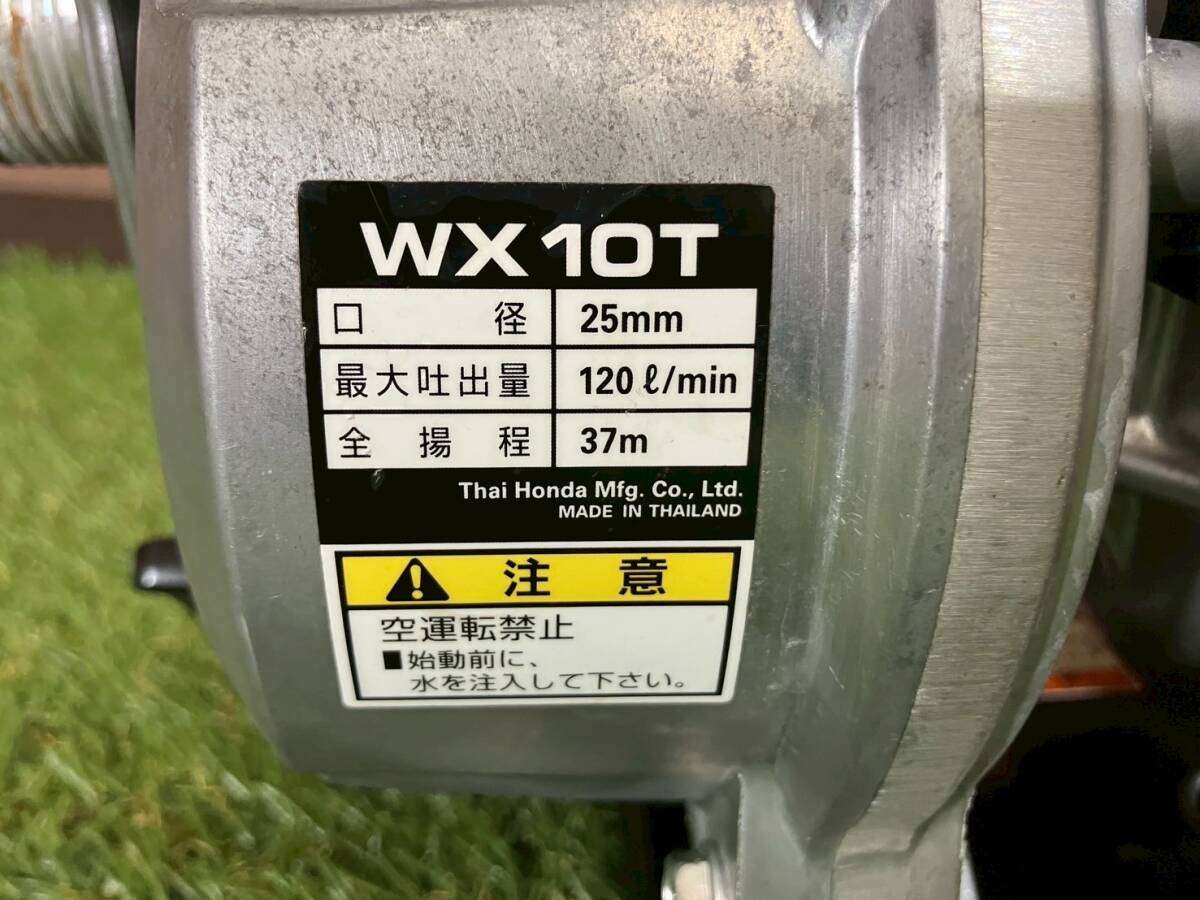 WX10T
口径 25mm
最大吐出量 120ℓ/min
全揚程 37m
Thai Honda Mfg. Co., Ltd.
MADE IN THAILAND
注意
空運転禁止
■始動前に、
水を注入して下さい。